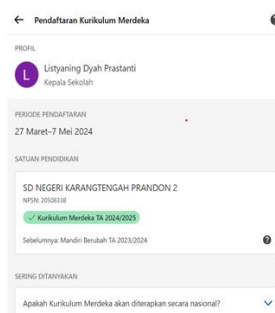 Pendaftaran Kurikulum Merdeka
PROFIL
L
Listyaning Dyah Prastanti
Kepala Sekolah
PERIODE PENDAFTARAN
27 Maret–7 Mei 2024
SATUAN PENDIDIKAN
SD NEGERI KARANGTENGAH PRANDON 2
NPSN: 20508338
Kurikulum Merdeka TA 2024/2025
Sebelumnya: Mandiri Berubah TA 2023/2024
SERING DITANYAKAN
Apakah Kurikulum Merdeka akan diterapkan secara nasional?